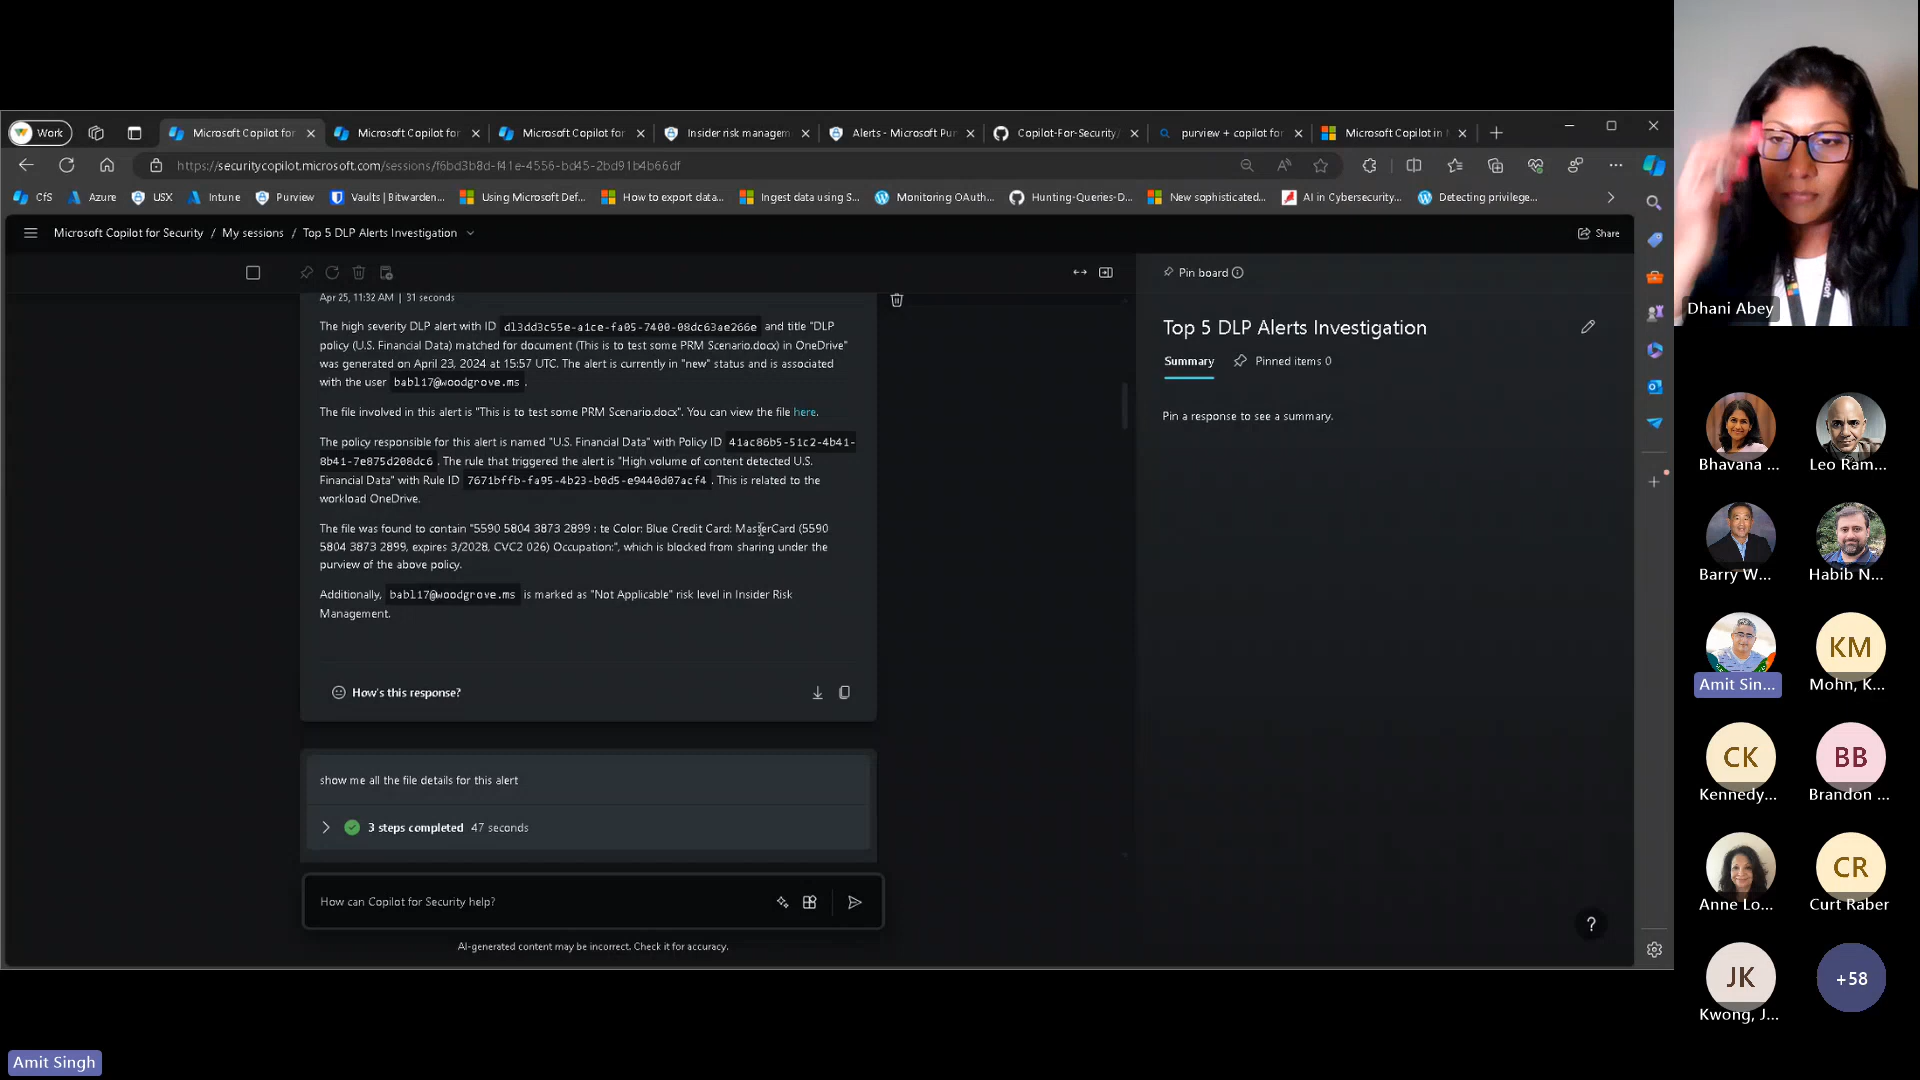 Work
Microsoft Copilot for
Microsoft Copilot for
Microsoft Copilot for
Insider risk managem
Alerts - Microsoft Pur
Copilot-For-Security/
purview + copilot for
Microsoft Copilot in
https://securitycopilot.microsoft.com/sessions/f6bd3b8d-f41e-4556-bd45-2bd91b4b66df
CfS
Azure
USX
Intune
Purview
Vaults | Bitwarden...
Using Microsoft Def...
How to export data...
Ingest data using S...
Monitoring OAuth...
Hunting-Queries-D...
New sophisticated...
AI in Cybersecurity...
Detecting privilege...
Microsoft Copilot for Security / My sessions / Top 5 DLP Alerts Investigation
Share
Apr 25, 11:32 AM | 31 seconds
The high severity DLP alert with ID dl3dd3c55e-a1ce-fa05-7400-08dc63ae266e and title "DLP
policy (U.S. Financial Data) matched for document (This is to test some PRM Scenario.docx) in OneDrive"
was generated on April 23, 2024 at 15:57 UTC. The alert is currently in "new" status and is associated
with the user babl17@woodgrove.ms .
The file involved in this alert is "This is to test some PRM Scenario.docx". You can view the file here.
The policy responsible for this alert is named "U.S. Financial Data" with Policy ID 41ac86b5-51c2-4b41-
8b41-7e875d208dc6 . The rule that triggered the alert is "High volume of content detected U.S.
Financial Data" with Rule ID 7671bffb-fa95-4b23-b0d5-e9440d07acf4 . This is related to the
workload OneDrive.
The file was found to contain "5590 5804 3873 2899 : te Color: Blue Credit Card: MasterCard (5590
5804 3873 2899, expires 3/2028, CVC2 026) Occupation:", which is blocked from sharing under the
purview of the above policy.
Additionally, babl17@woodgrove.ms is marked as "Not Applicable" risk level in Insider Risk
Management.
How's this response?
show me all the file details for this alert
3 steps completed 47 seconds
How can Copilot for Security help?
AI-generated content may be incorrect. Check it for accuracy.
Pin board
Top 5 DLP Alerts Investigation
Summary
Pinned items 0
Pin a response to see a summary.
?
Dhani Abey
Bhavana ...
Leo Ram...
Barry W...
Habib N...
Amit Sin...
KM
Mohn, K...
CK
Kennedy...
BB
Brandon ...
Anne Lo...
CR
Curt Raber
JK
Kwong, J...
+58
Amit Singh